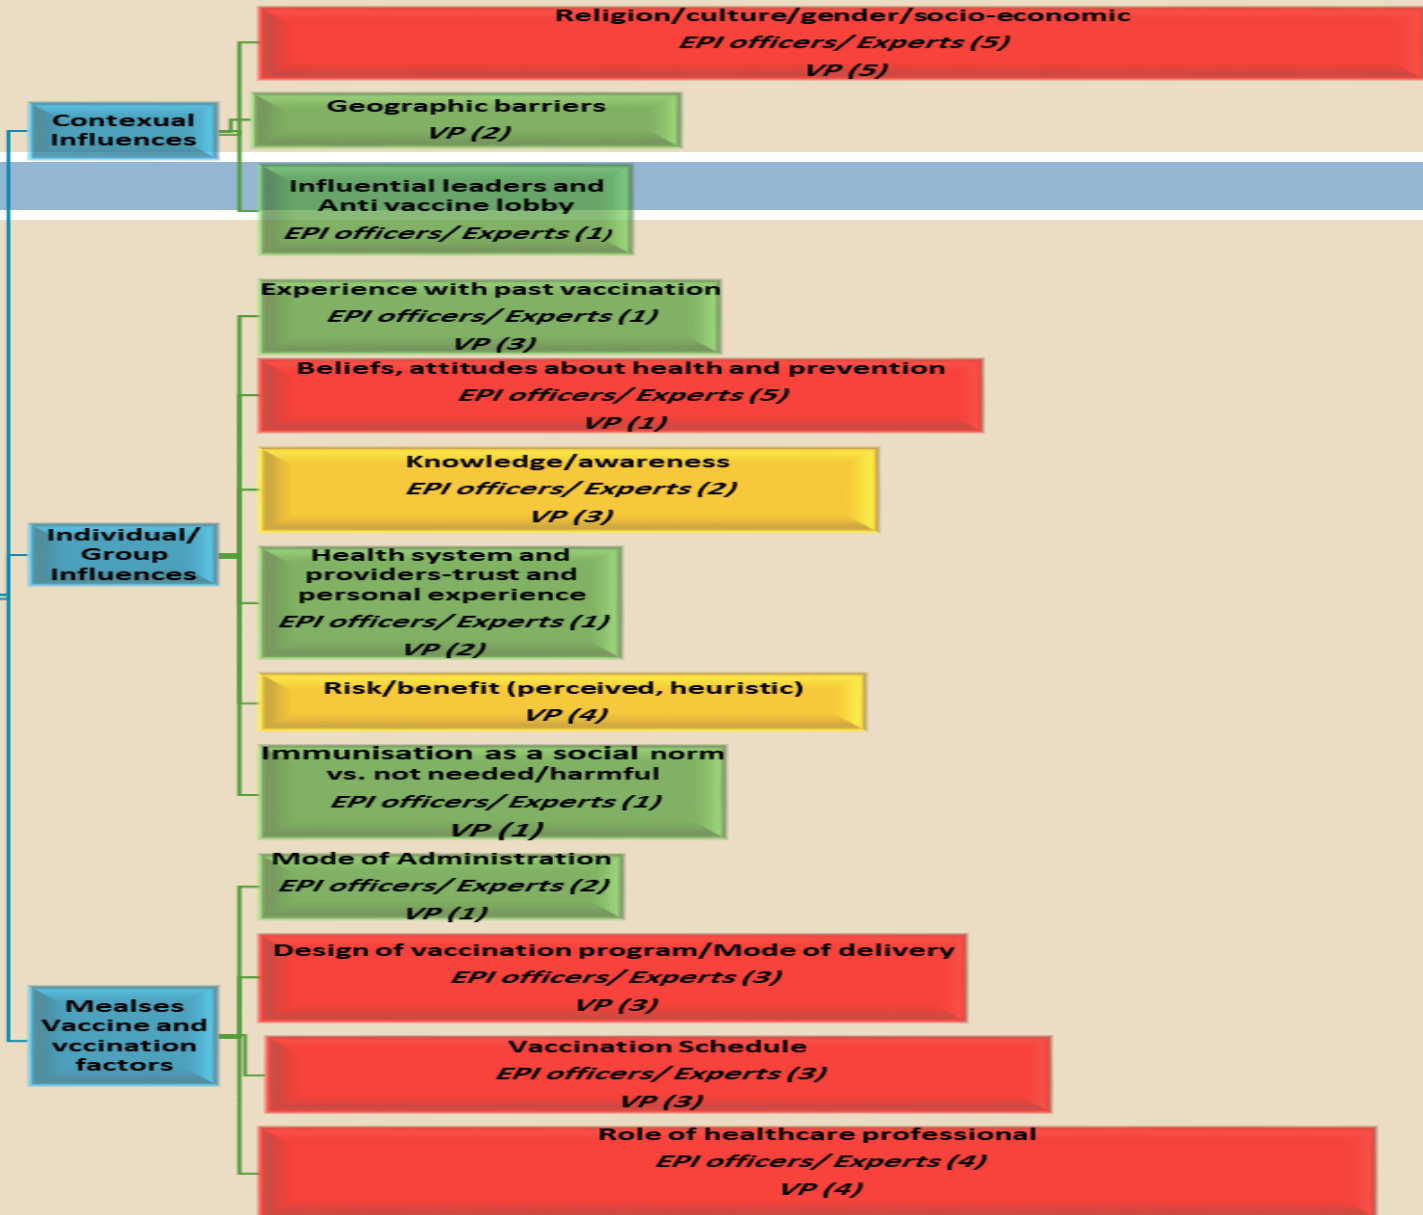 Religion/culture/gender/socio-economic
EPI officers/ Experts (5)
VP (5)
Contexual
Influences
Geographic barriers
VP (2)
Influential leaders and
Anti vaccine lobby
EPI officers/ Experts (1)
Experience with past vaccination
EPI officers/ Experts (1)
VP (3)
Beliefs, attitudes about health and prevention
EPI officers/ Experts (5)
VP (1)
Knowledge/awareness
EPI officers/ Experts (2)
VP (3)
Individual/
Group
Influences
Health system and
providers-trust and
personal experience
EPI officers/ Experts (1)
VP (2)
Risk/benefit (perceived, heuristic)
VP (4)
Immunisation as a social norm
vs. not needed/harmful
EPI officers/ Experts (1)
VP (1)
Mode of Administration
EPI officers/ Experts (2)
VP (1)
Design of vaccination program/Mode of delivery
EPI officers/ Experts (3)
VP (3)
Mealses
Vaccine and
vccination
factors
Vaccination Schedule
EPI officers/ Experts (3)
VP (3)
Role of healthcare professional
EPI officers/ Experts (4)
VP (4)